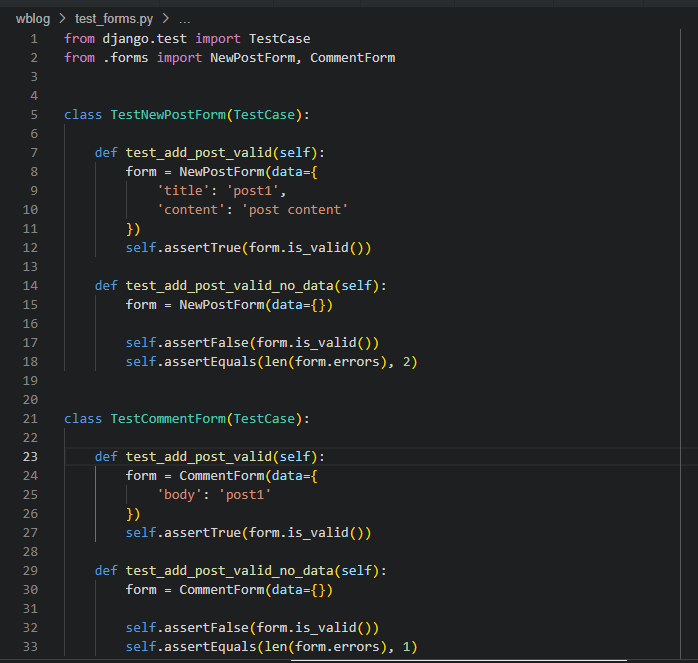 wblog > test_forms.py > ...
1 from django.test import TestCase
2 from .forms import NewPostForm, CommentForm
3
4
5 class TestNewPostForm(TestCase):
6
7     def test_add_post_valid(self):
8         form = NewPostForm(data={
9             'title': 'post1',
10             'content': 'post content'
11         })
12         self.assertTrue(form.is_valid())
13
14     def test_add_post_valid_no_data(self):
15         form = NewPostForm(data={})
16
17         self.assertFalse(form.is_valid())
18         self.assertEquals(len(form.errors), 2)
19
20
21 class TestCommentForm(TestCase):
22
23     def test_add_post_valid(self):
24         form = CommentForm(data={
25             'body': 'post1'
26         })
27         self.assertTrue(form.is_valid())
28
29     def test_add_post_valid_no_data(self):
30         form = CommentForm(data={})
31
32         self.assertFalse(form.is_valid())
33         self.assertEquals(len(form.errors), 1)